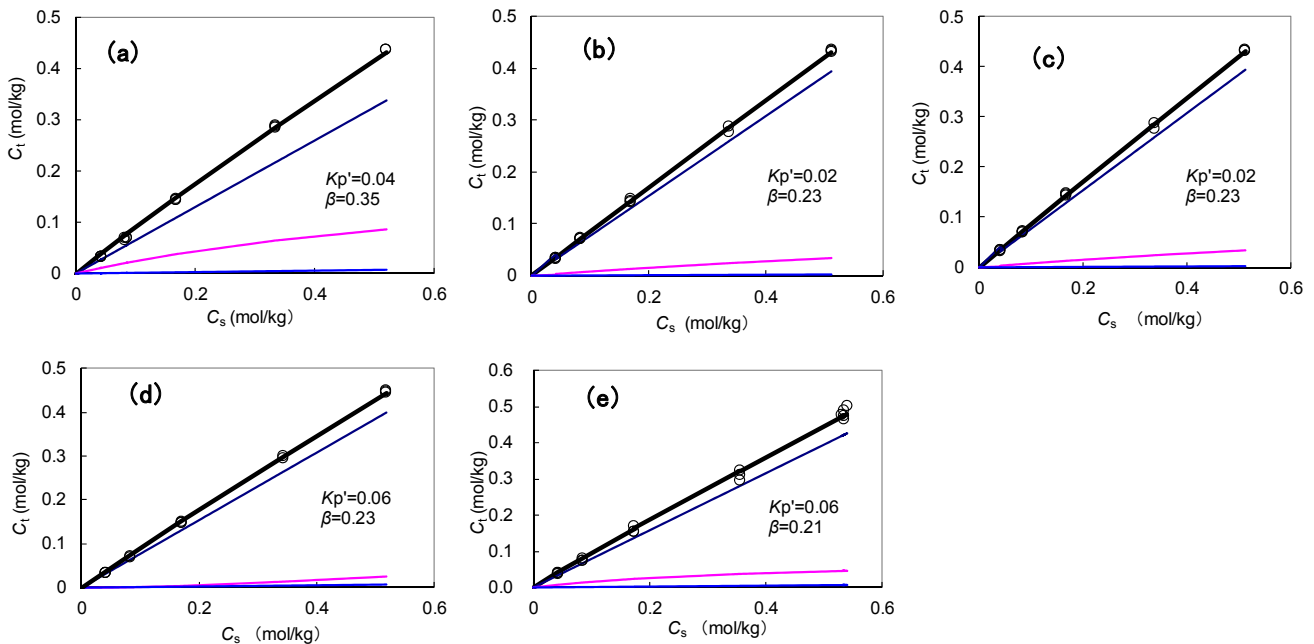 (a)
0.5
0.4
0.3
0.2
0.1
0
Ct (mol/kg)
Kp'=0.04
β=0.35
0
0.2
0.4
0.6
Cs (mol/kg)
(b)
0.5
0.4
0.3
0.2
0.1
0
Ct (mol/kg)
Kp'=0.02
β=0.23
0
0.2
0.4
0.6
Cs (mol/kg)
(c)
0.5
0.4
0.3
0.2
0.1
0
Ct (mol/kg)
Kp'=0.02
β=0.23
0
0.2
0.4
0.6
Cs (mol/kg)
(d)
0.5
0.4
0.3
0.2
0.1
0
Ct (mol/kg)
Kp'=0.06
β=0.23
0
0.2
0.4
0.6
Cs (mol/kg)
(e)
0.6
0.5
0.4
0.3
0.2
0.1
0
Ct (mol/kg)
Kp'=0.06
β=0.21
0
0.2
0.4
0.6
Cs (mol/kg)